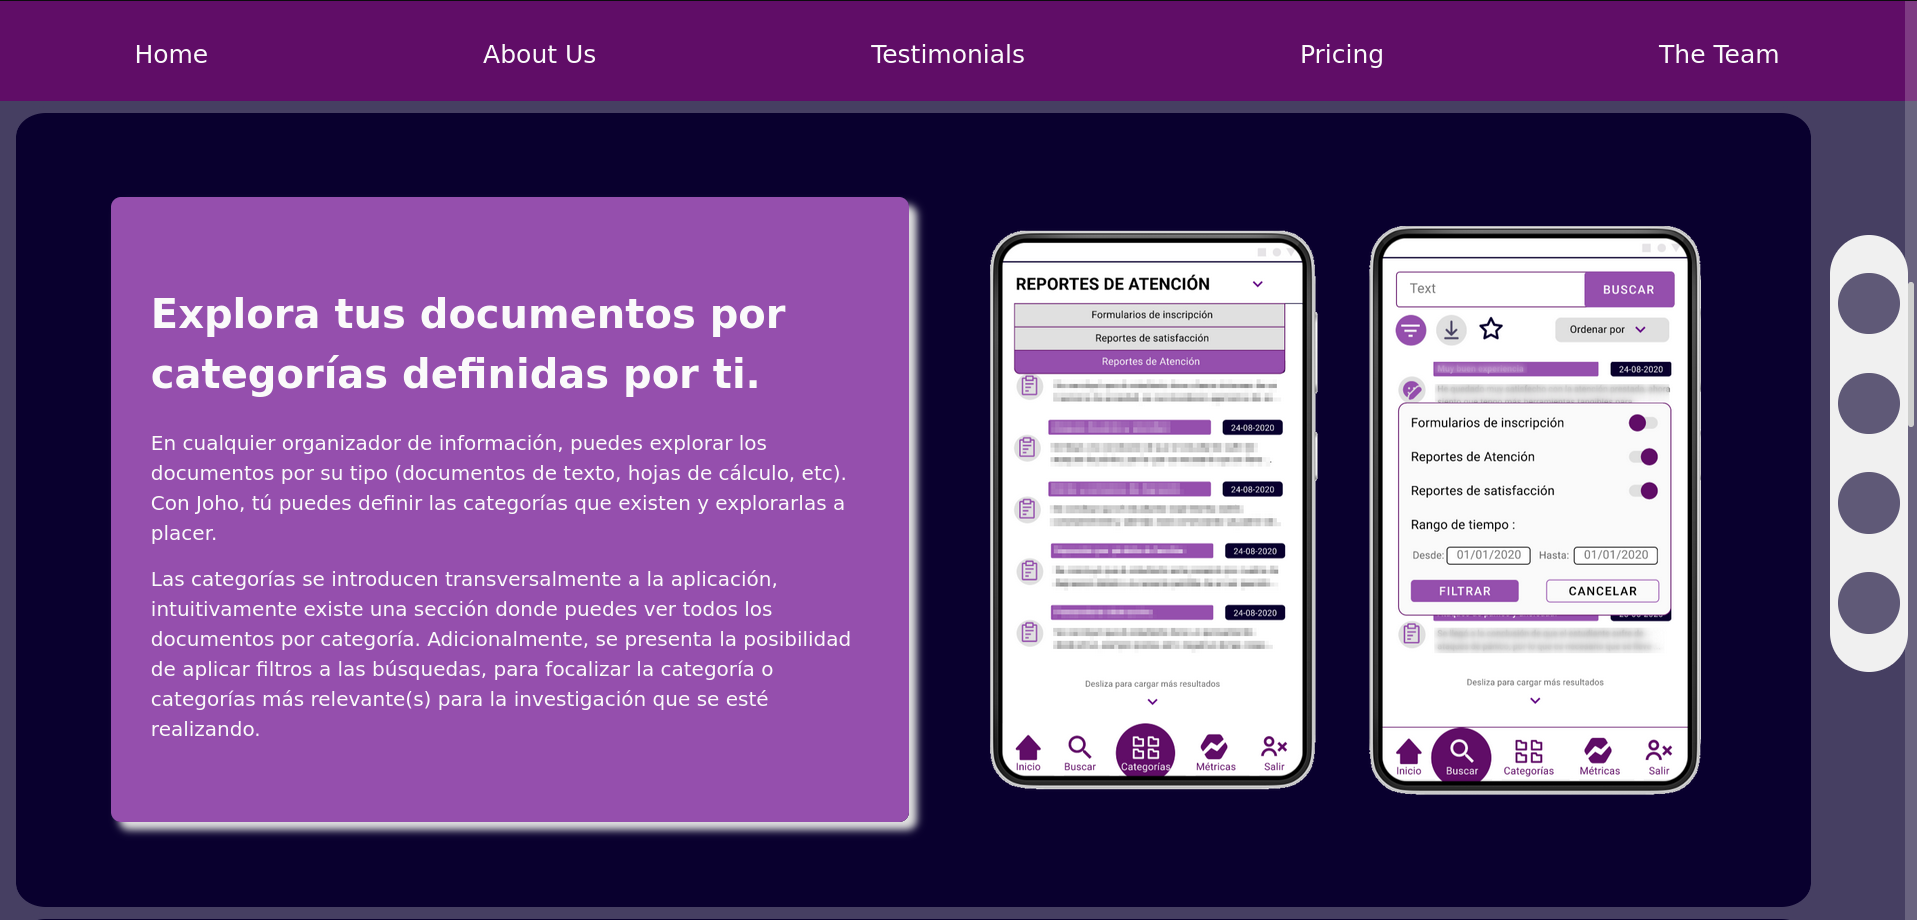 Home About Us Testimonials Pricing The Team
Explora tus documentos por
categorías definidas por ti.
En cualquier organizador de información, puedes explorar los
documentos por su tipo (documentos de texto, hojas de cálculo, etc).
Con Joho, tú puedes definir las categorías que existen y explorarlas a
placer.
Las categorías se introducen transversalmente a la aplicación,
intuitivamente existe una sección donde puedes ver todos los
documentos por categoría. Adicionalmente, se presenta la posibilidad
de aplicar filtros a las búsquedas, para focalizar la categoría o
categorías más relevante(s) para la investigación que se esté
realizando.
REPORTES DE ATENCIÓN
Formularios de inscripción
Reportes de satisfacción
Reportes de Atención
24-08-2020
24-08-2020
24-08-2020
24-08-2020
Desliza para cargar más resultados
Inicio Buscar Categorías Métricas Salir
Text BUSCAR
Ordenar por
24-08-2020
Formularios de inscripción
Reportes de Atención
Reportes de satisfacción
Rango de tiempo :
Desde: 01/01/2020 Hasta: 01/01/2020
FILTRAR CANCELAR
Desliza para cargar más resultados
Inicio Buscar Categorías Métricas Salir